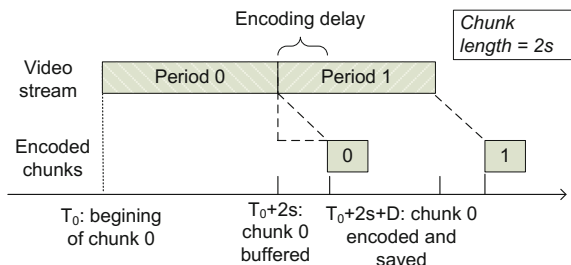 Encoding delay
Chunk
length = 2s
Video
stream
Period 0
Period 1
Encoded
chunks
0
1
T0: begining
of chunk 0
T0+2s:
chunk 0
buffered
T0+2s+D: chunk 0
encoded and
saved